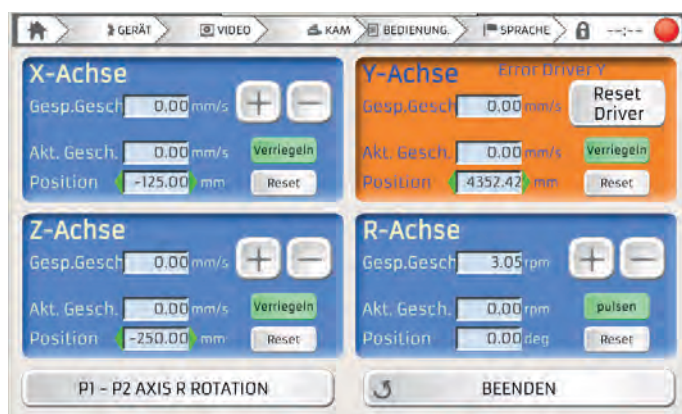 GERÄT VIDEO KAM BEDIENUNG. SPRACHE --:--
X-Achse
Gesp.Gesch 0.00 mm/s + −
Akt. Gesch. 0.00 mm/s Verriegeln
Position -125.00 mm Reset
Y-Achse Error Driver Y
Gesp.Gesch 0.00 mm/s Reset Driver
Akt. Gesch. 0.00 mm/s Verriegeln
Position 4352.42 mm Reset
Z-Achse
Gesp.Gesch 0.00 mm/s + −
Akt. Gesch. 0.00 mm/s Verriegeln
Position -250.00 mm Reset
R-Achse
Gesp.Gesch 3.05 rpm + −
Akt. Gesch. 0.00 rpm pulsen
Position 0.00 deg Reset
P1 - P2 AXIS R ROTATION
BEENDEN